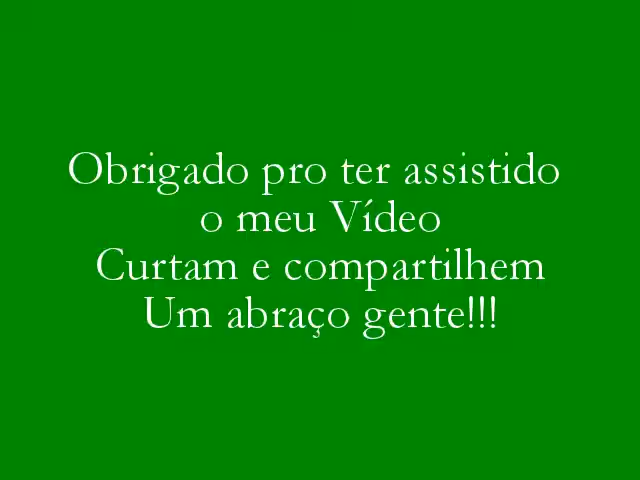 Obrigado pro ter assistido
o meu Vídeo
Curtam e compartilhem
Um abraço gente!!!